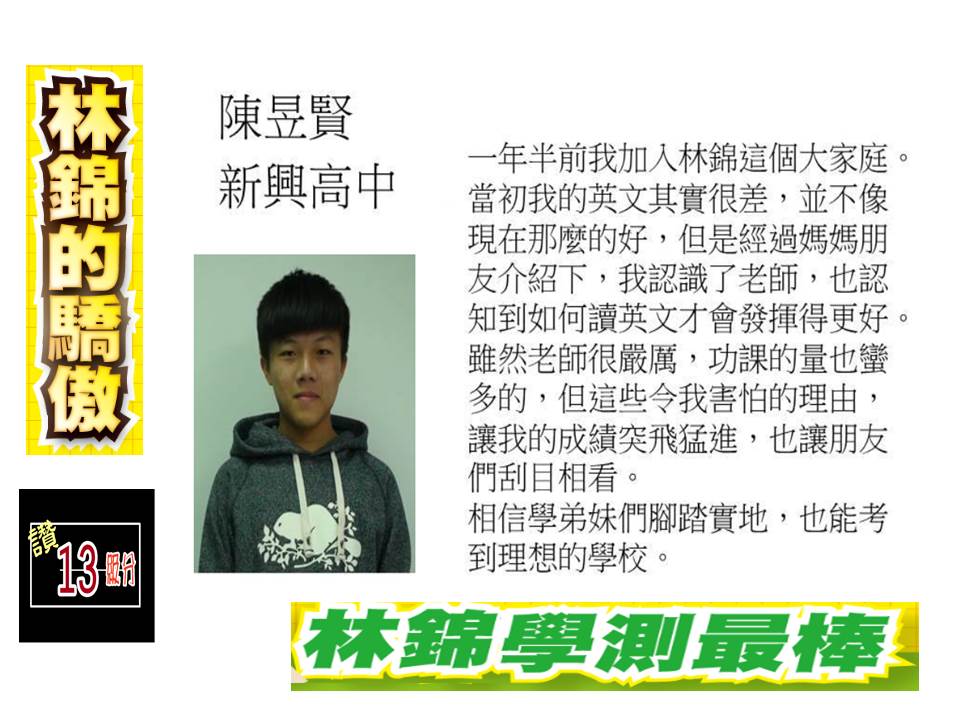 林錦的驕傲
陳昱賢
新興高中
一年半前我加入林錦這個大家庭。
當初我的英文其實很差，並不像
現在那麼的好，但是經過媽媽朋
友介紹下，我認識了老師，也認
知到如何讀英文才會發揮得更好。
雖然老師很嚴厲，功課的量也蠻
多的，但這些令我害怕的理由，
讓我的成績突飛猛進，也讓朋友
們刮目相看。
相信學弟妹們腳踏實地，也能考
到理想的學校。
讚
13級分
林錦學測最棒